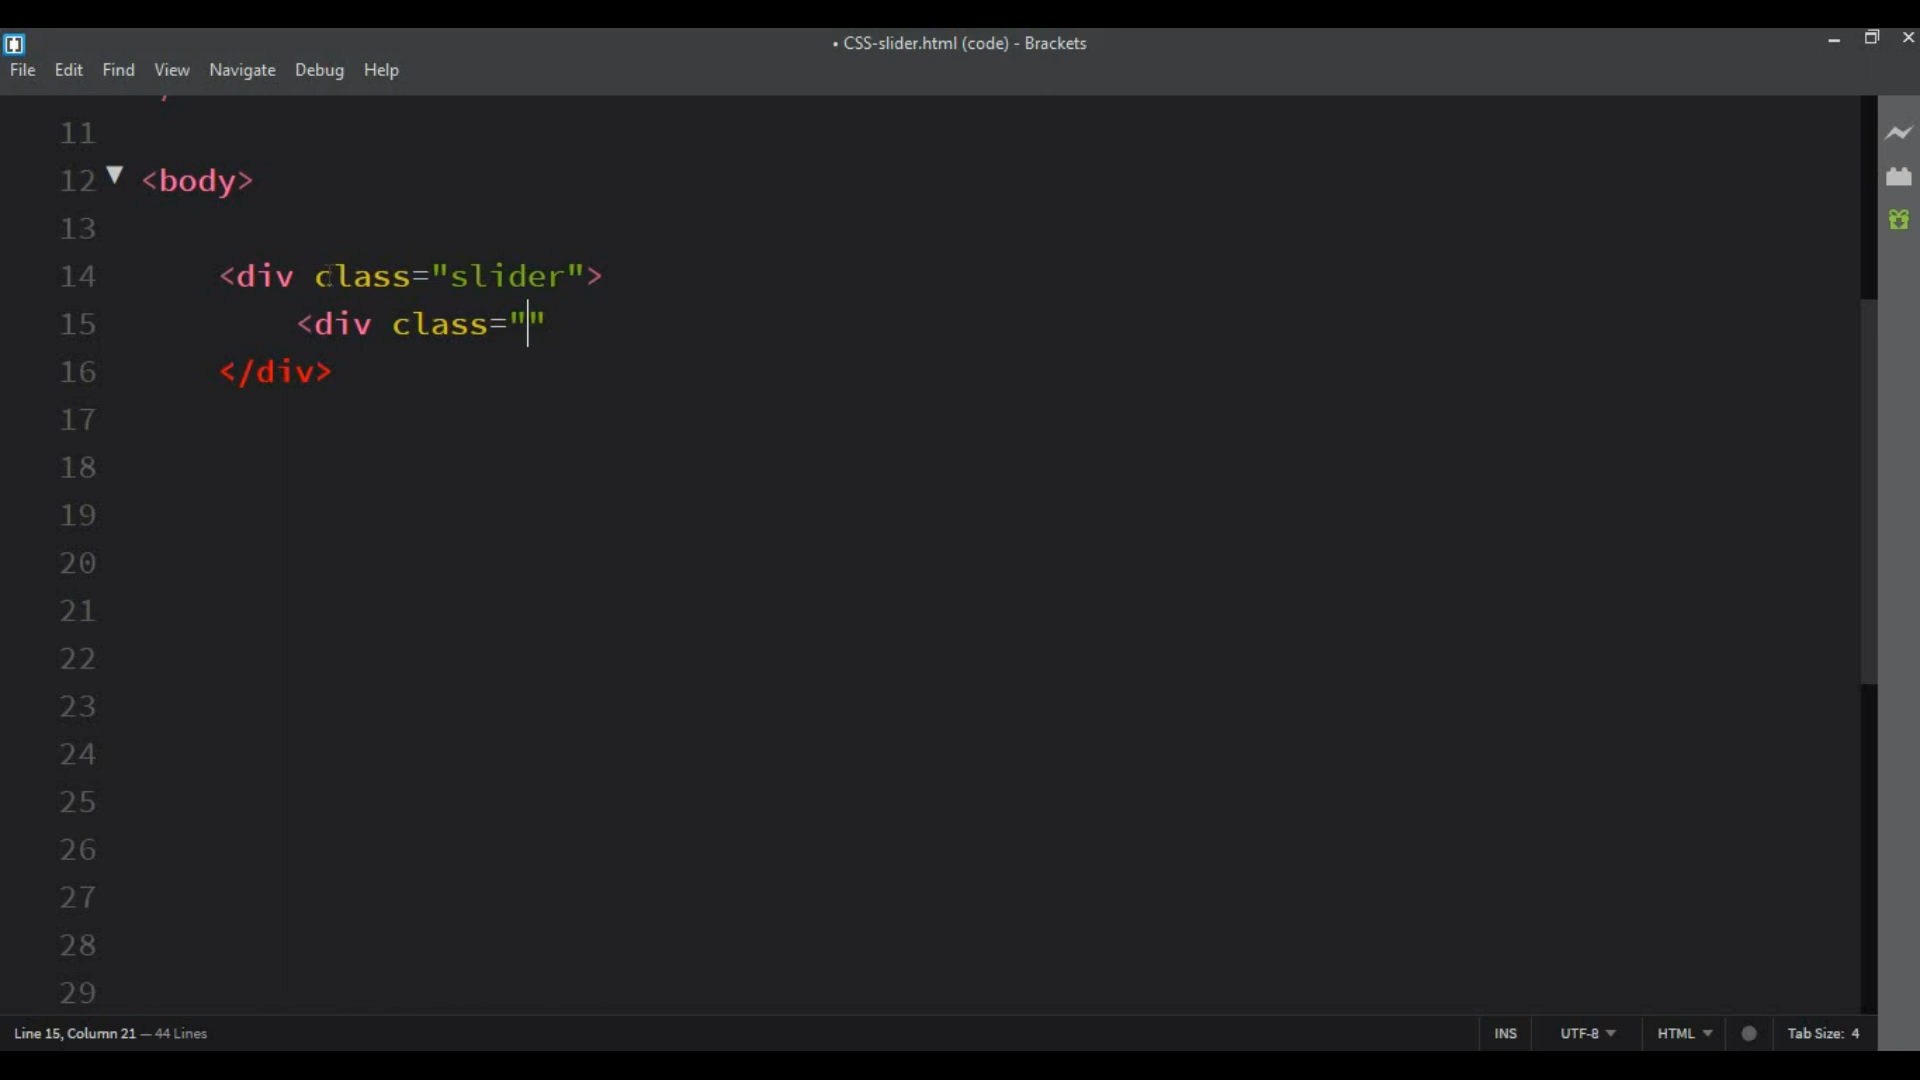 • CSS-slider.html (code) - Brackets
File Edit Find View Navigate Debug Help
11
12 <body>
13
14 <div class="slider">
15 <div class=""
16 </div>
17
18
19
20
21
22
23
24
25
26
27
28
29
Line 15, Column 21 — 44 Lines INS UTF-8 HTML Tab Size: 4